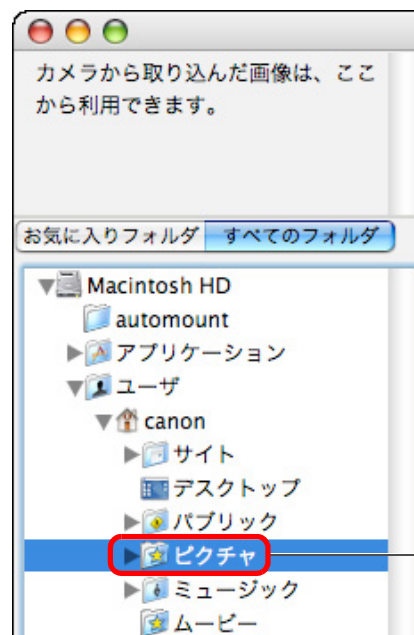 カメラから取り込んだ画像は、ここ
から利用できます。
お気に入りフォルダ すべてのフォルダ
Macintosh HD
automount
アプリケーション
ユーザ
canon
サイト
デスクトップ
パブリック
ピクチャ
ミュージック
ムービー